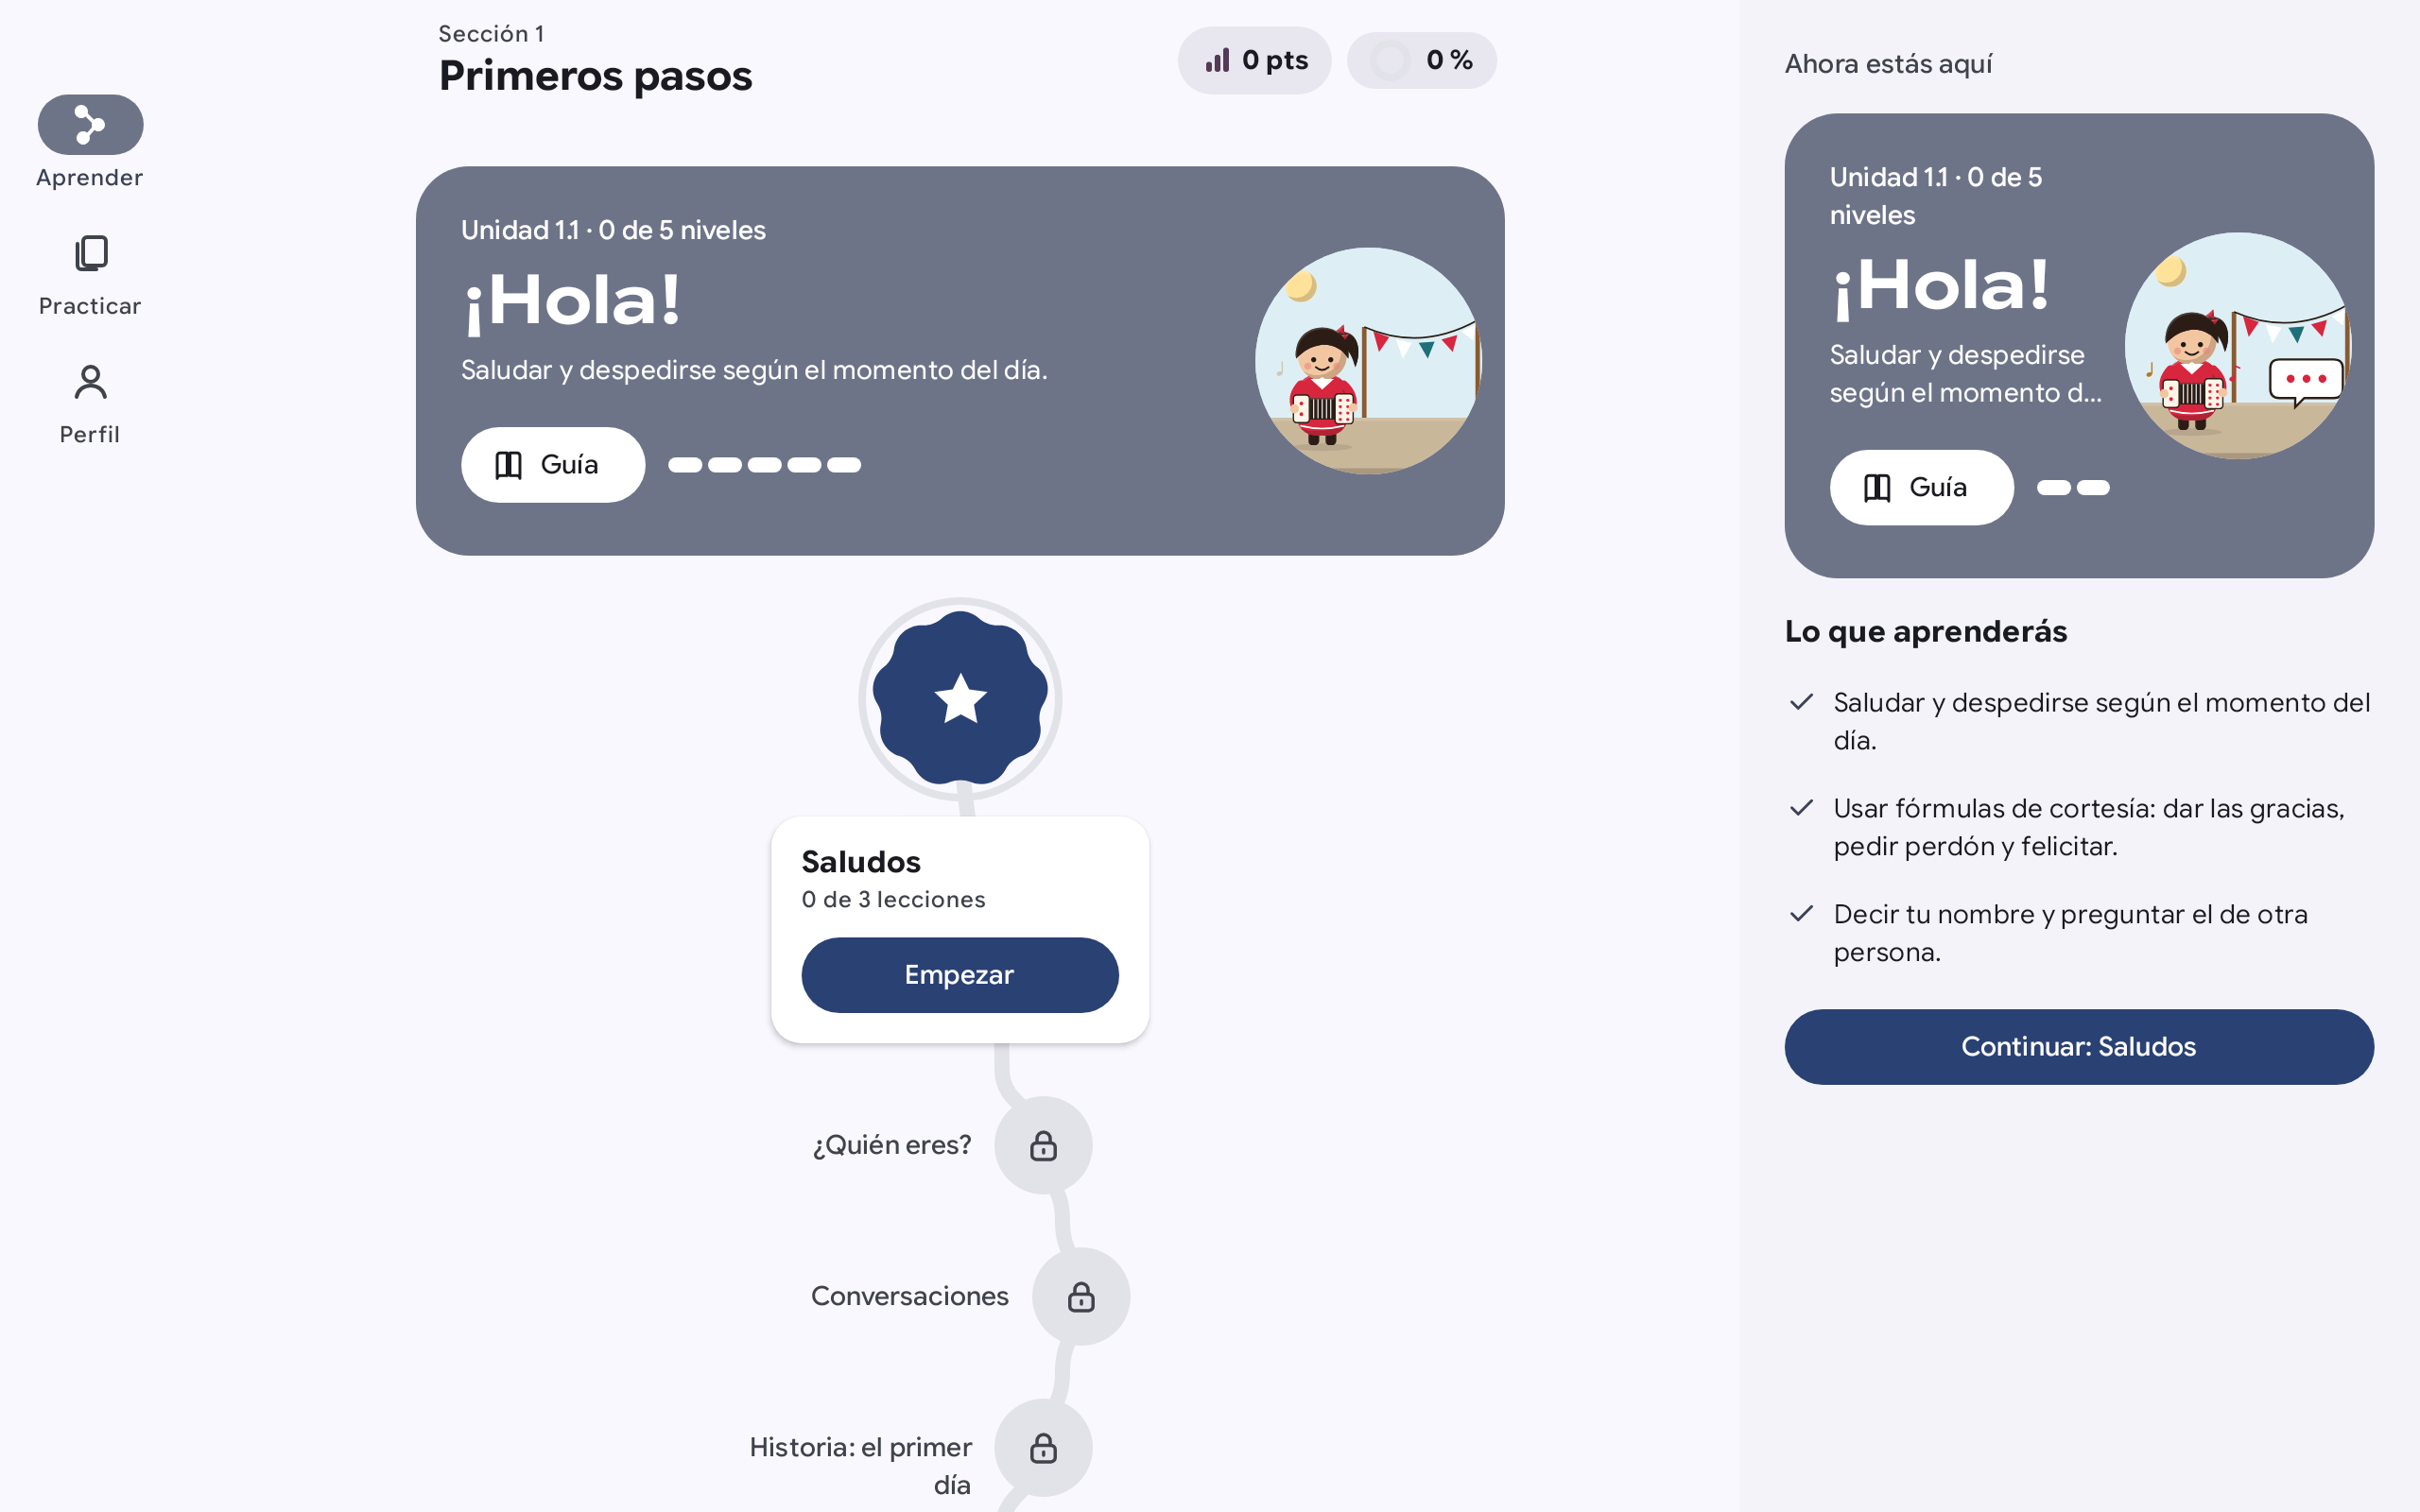 Sección 1
Primeros pasos
0 pts
0 %
Aprender
Practicar
Perfil
Unidad 1.1 · 0 de 5 niveles
¡Hola!
Saludar y despedirse según el momento del día.
Guía
Saludos
0 de 3 lecciones
Empezar
¿Quién eres?
Conversaciones
Historia: el primer
día
Ahora estás aquí
Unidad 1.1 · 0 de 5
niveles
¡Hola!
Saludar y despedirse
según el momento d...
Guía
Lo que aprenderás
Saludar y despedirse según el momento del
día.
Usar fórmulas de cortesía: dar las gracias,
pedir perdón y felicitar.
Decir tu nombre y preguntar el de otra
persona.
Continuar: Saludos